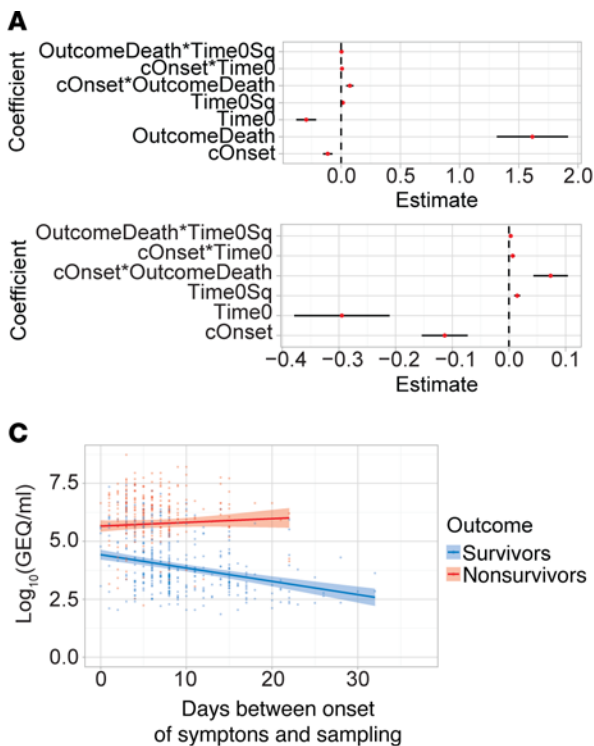 A
Coefficient
OutcomeDeath*Time0Sq
cOnset*Time0
cOnset*OutcomeDeath
Time0Sq
Time0
OutcomeDeath
cOnset
0.0 0.5 1.0 1.5 2.0
Estimate
Coefficient
OutcomeDeath*Time0Sq
cOnset*Time0
cOnset*OutcomeDeath
Time0Sq
Time0
cOnset
−0.4 −0.3 −0.2 −0.1 0.0 0.1
Estimate
C
Log10(GEQ/ml)
7.5
5.0
2.5
0.0
0 10 20 30
Days between onset
of symptons and sampling
Outcome
Survivors
Nonsurvivors